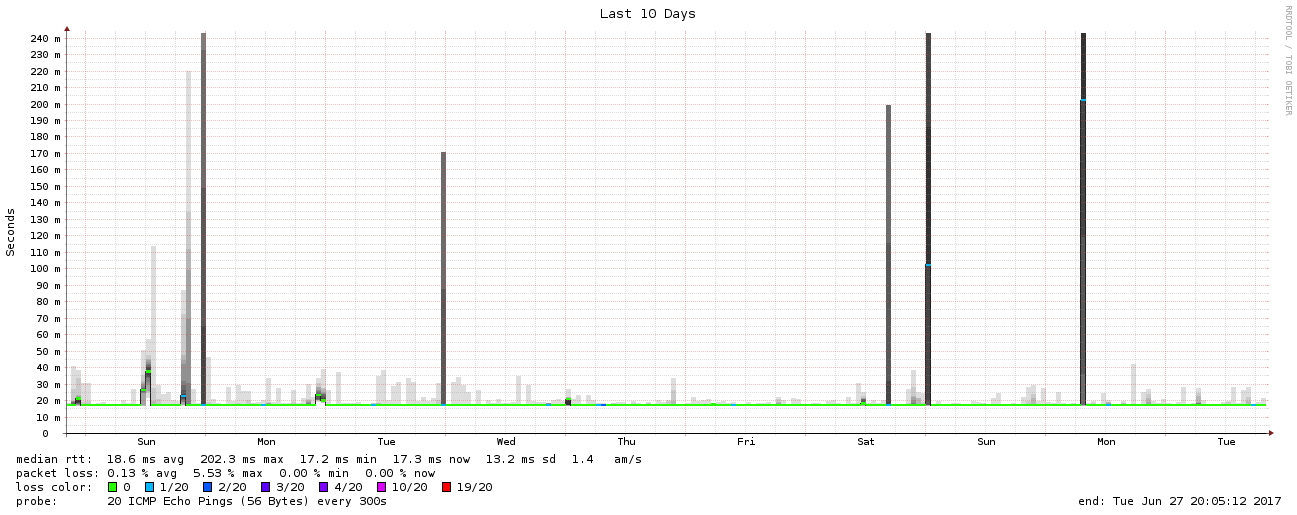 Last 10 Days
RRDTOOL / TOBI OETIKER
Seconds
240 m
230 m
220 m
210 m
200 m
190 m
180 m
170 m
160 m
150 m
140 m
130 m
120 m
110 m
100 m
90 m
80 m
70 m
60 m
50 m
40 m
30 m
20 m
10 m
0
Sun Mon Tue Wed Thu Fri Sat Sun Mon Tue
median rtt: 18.6 ms avg 202.3 ms max 17.2 ms min 17.3 ms now 13.2 ms sd 1.4 am/s
packet loss: 0.13 % avg 5.53 % max 0.00 % min 0.00 % now
loss color: 0 1/20 2/20 3/20 4/20 10/20 19/20
probe: 20 ICMP Echo Pings (56 Bytes) every 300s end: Tue Jun 27 20:05:12 2017